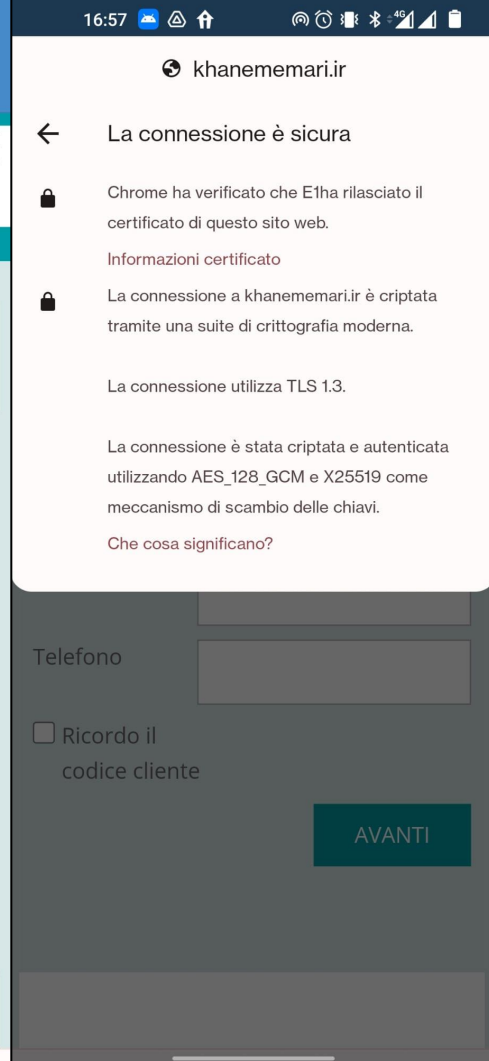 16:57
4G
khanememari.ir
La connessione è sicura
Chrome ha verificato che E1ha rilasciato il
certificato di questo sito web.
Informazioni certificato
La connessione a khanememari.ir è criptata
tramite una suite di crittografia moderna.
La connessione utilizza TLS 1.3.
La connessione è stata criptata e autenticata
utilizzando AES_128_GCM e X25519 come
meccanismo di scambio delle chiavi.
Che cosa significano?
Telefono
Ricordo il
codice cliente
AVANTI